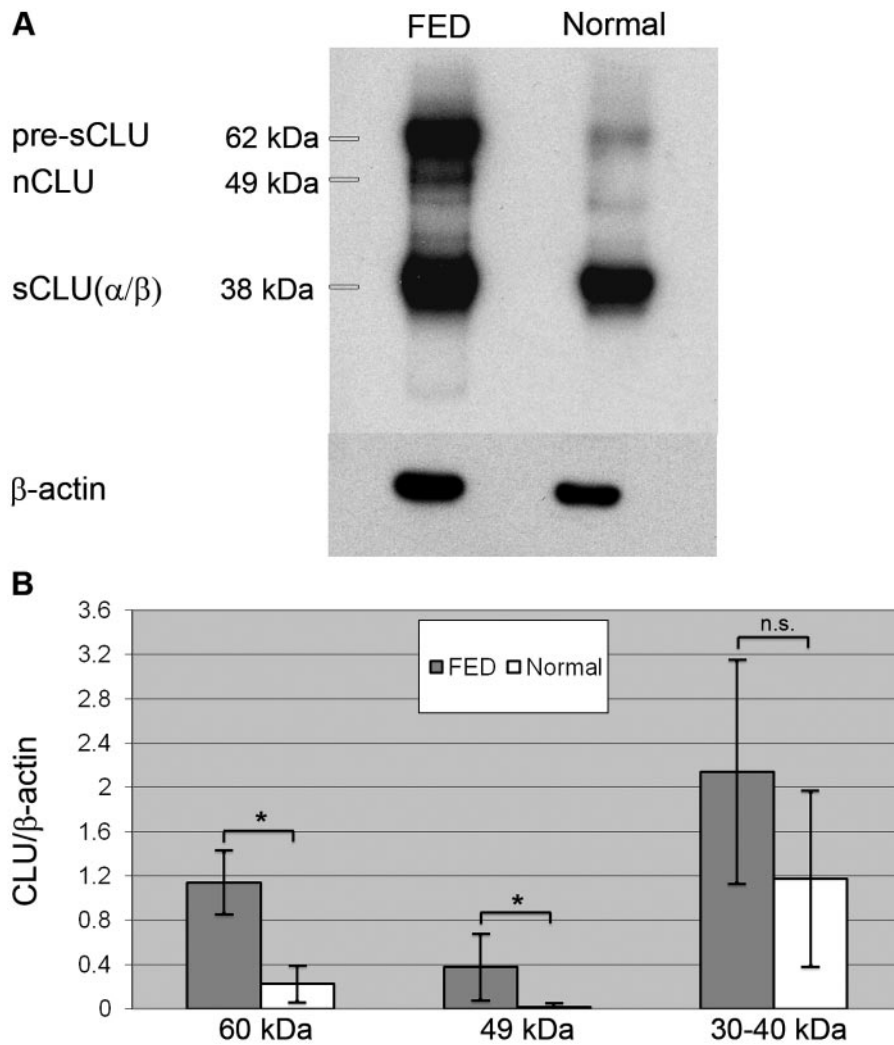 A
FED Normal
pre-sCLU 62 kDa
nCLU 49 kDa
sCLU(α/β) 38 kDa
β-actin
B
3.6
3.2
2.8
2.4
2
1.6
1.2
0.8
0.4
0
CLU/β-actin
FED Normal
*
*
n.s.
60 kDa 49 kDa 30-40 kDa